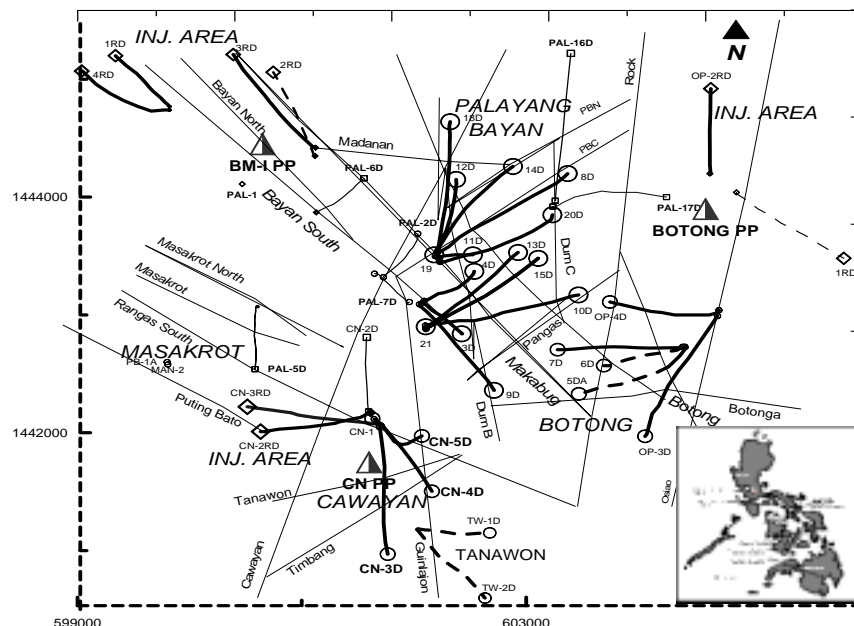 PAL-16D
1RD
INJ. AREA
3RD
2RD
4RD
Rock
N
OP-2RD
INJ. AREA
Bayan North
PALAYANG
BAYAN
18D
PBN
PBC
Madanan
BM-I PP
PAL-6D
12D
14D
8D
PAL-1
1444000
Bayan South
PAL-2D
20D
PAL-17D
BOTONG PP
11D
13D
19
4D
15D
Dum C
1RD
Masakrot North
Masakrot
PAL-7D
10D
OP-4D
Rangas South
CN-2D
21
3D
Pangas
MASAKROT
PB-1A
MAN-2
PAL-5D
7D
6D
Makabug
CN-3RD
9D
5DA
Puting Bato
Botong
Botonga
CN-1
Dum B
1442000
CN-2RD
BOTONG
INJ. AREA
CN-5D
OP-3D
CN PP
CAWAYAN
CN-4D
Tanawon
Osiao
TW-1D
TANAWON
Cawayan
Timbang
CN-3D
Guinlajon
TW-2D
599000
603000